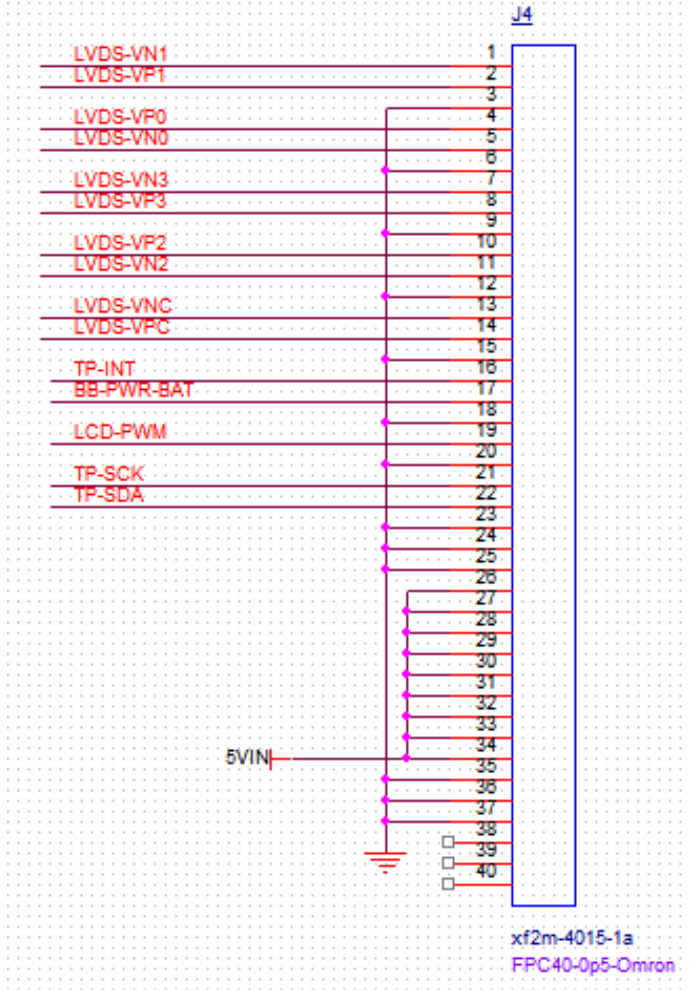 J4
LVDS-VN1 1
LVDS-VP1 2
3
LVDS-VP0 4
LVDS-VN0 5
6
LVDS-VN3 7
LVDS-VP3 8
9
LVDS-VP2 10
LVDS-VN2 11
12
LVDS-VNC 13
LVDS-VPC 14
15
TP-INT 16
BB-PWR-BAT 17
18
LCD-PWM 19
20
TP-SCK 21
TP-SDA 22
23
24
25
26
27
28
29
30
31
32
33
34
5VIN 35
36
37
38
39
40
xf2m-4015-1a
FPC40-0p5-Omron